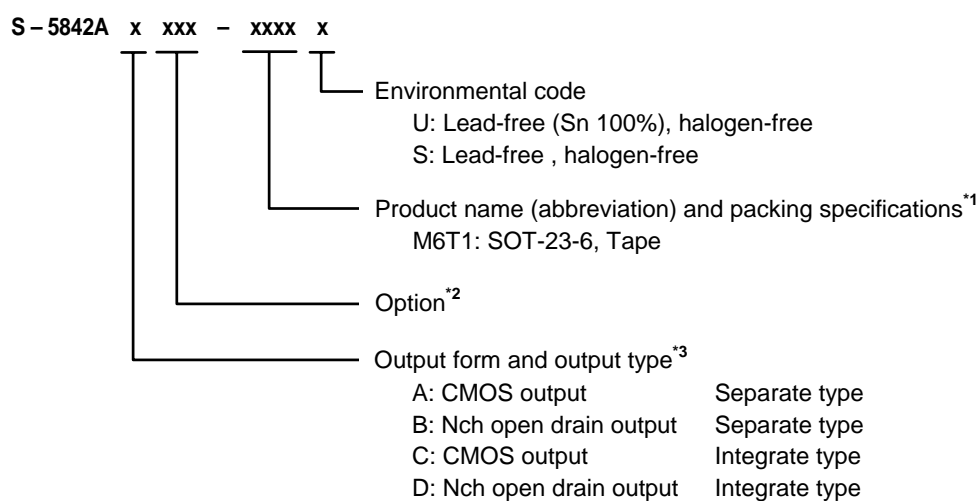 S – 5842A x xxx – xxxx x
Environmental code
U: Lead-free (Sn 100%), halogen-free
S: Lead-free , halogen-free
Product name (abbreviation) and packing specifications*1
M6T1: SOT-23-6, Tape
Option*2
Output form and output type*3
A: CMOS output Separate type
B: Nch open drain output Separate type
C: CMOS output Integrate type
D: Nch open drain output Integrate type